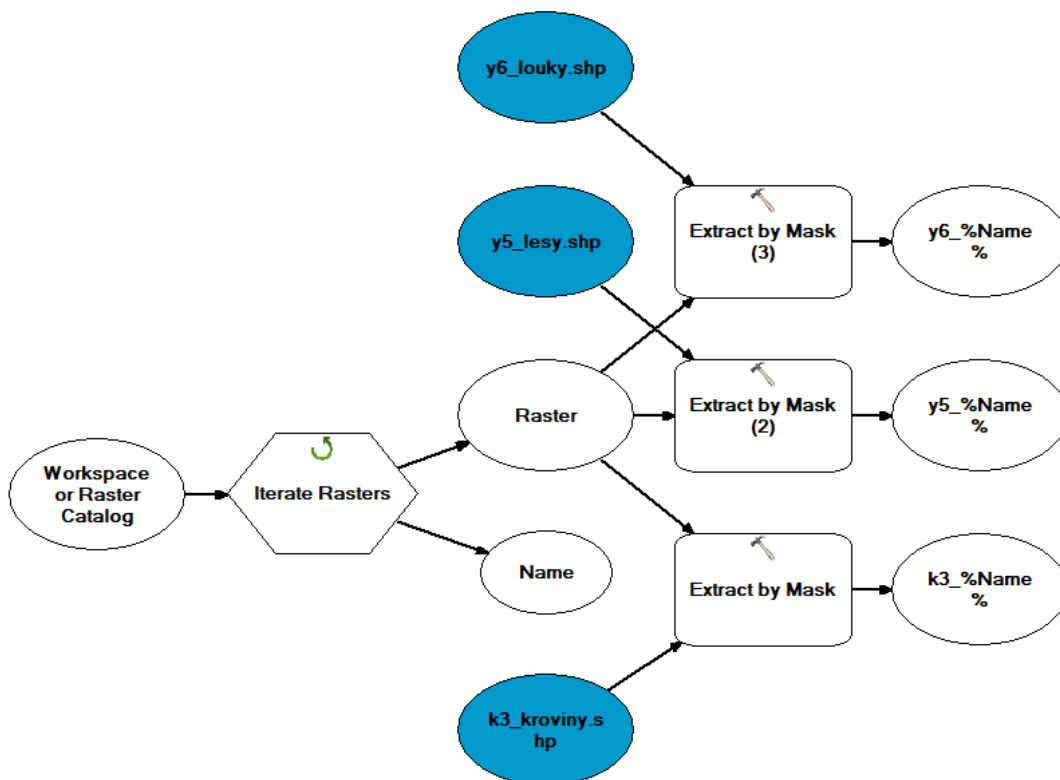 y6_louky.shp
Extract by Mask
(3)
y6_%Name
%
y5_lesy.shp
Raster
Extract by Mask
(2)
y5_%Name
%
Workspace
or Raster
Catalog
Iterate Rasters
Name
Extract by Mask
k3_%Name
%
k3_kroviny.s
hp